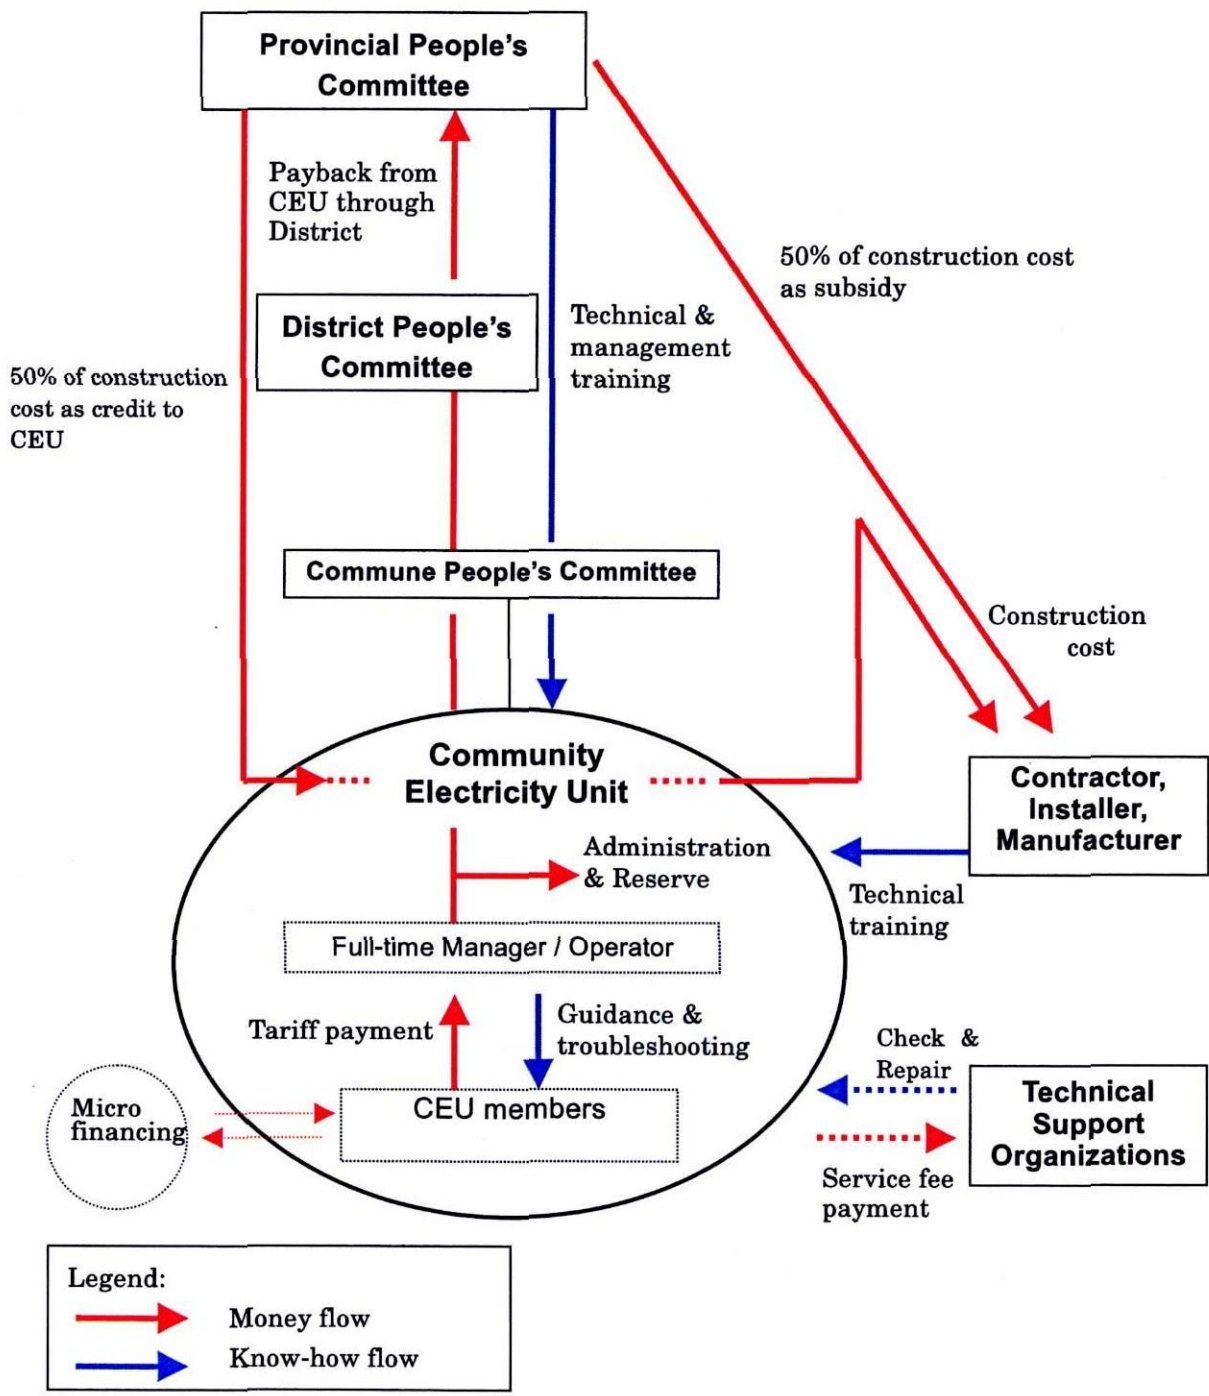 Provincial People's
Committee
Payback from
CEU through
District
50% of construction cost
as subsidy
District People's
Committee
Technical &
management
training
50% of construction
cost as credit to
CEU
Commune People's Committee
Construction
cost
Community
Electricity Unit
Contractor,
Installer,
Manufacturer
Administration
& Reserve
Technical
training
Full-time Manager / Operator
Tariff payment
Guidance &
troubleshooting
Check &
Repair
Micro
financing
CEU members
Technical
Support
Organizations
Service fee
payment
Legend:
Money flow
Know-how flow